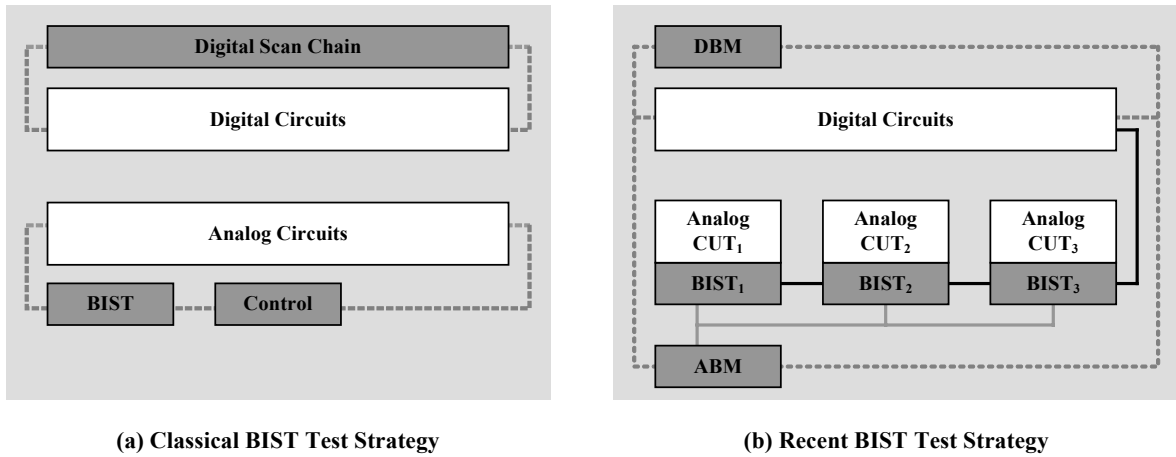 Digital Scan Chain
Digital Circuits
Analog Circuits
BIST
Control
(a) Classical BIST Test Strategy
DBM
Digital Circuits
Analog
CUT₁
Analog
CUT₂
Analog
CUT₃
BIST₁
BIST₂
BIST₃
ABM
(b) Recent BIST Test Strategy